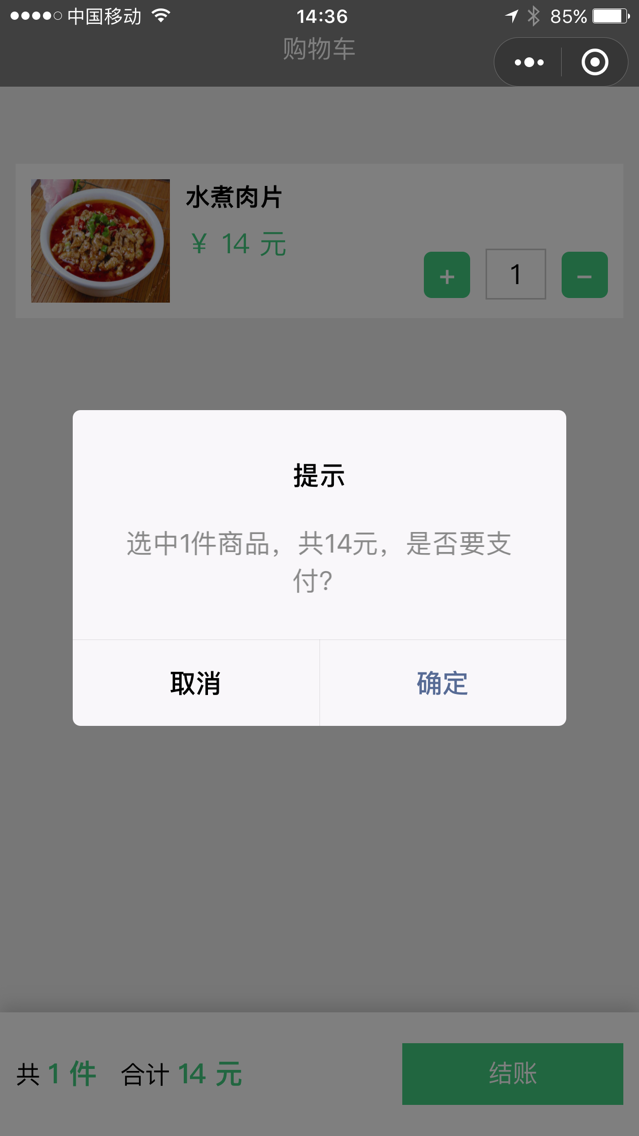 中国移动 14:36 85%
购物车
水煮肉片
¥ 14 元
+ 1 −
提示
选中1件商品，共14元，是否要支
付?
取消 确定
共 1 件 合计 14 元 结账